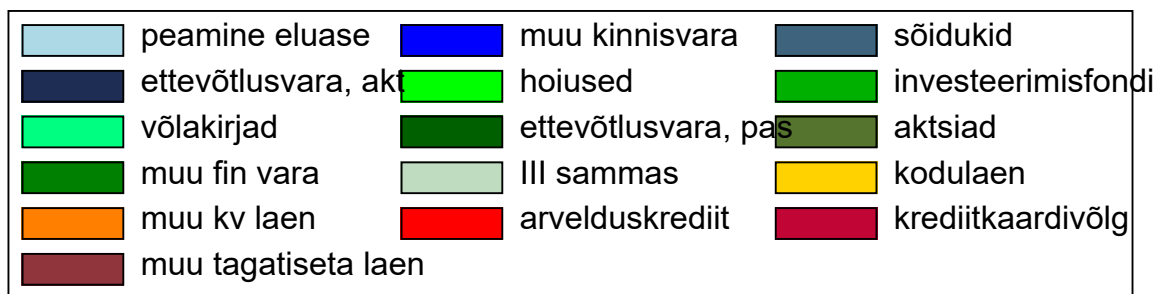 peamine eluase muu kinnisvara sõidukid
ettevõtlusvara, akt hoiused investeerimisfondi
võlakirjad ettevõtlusvara, pas aktsiad
muu fin vara III sammas kodulaen
muu kv laen arvelduskrediit krediitkaardivõlg
muu tagatiseta laen